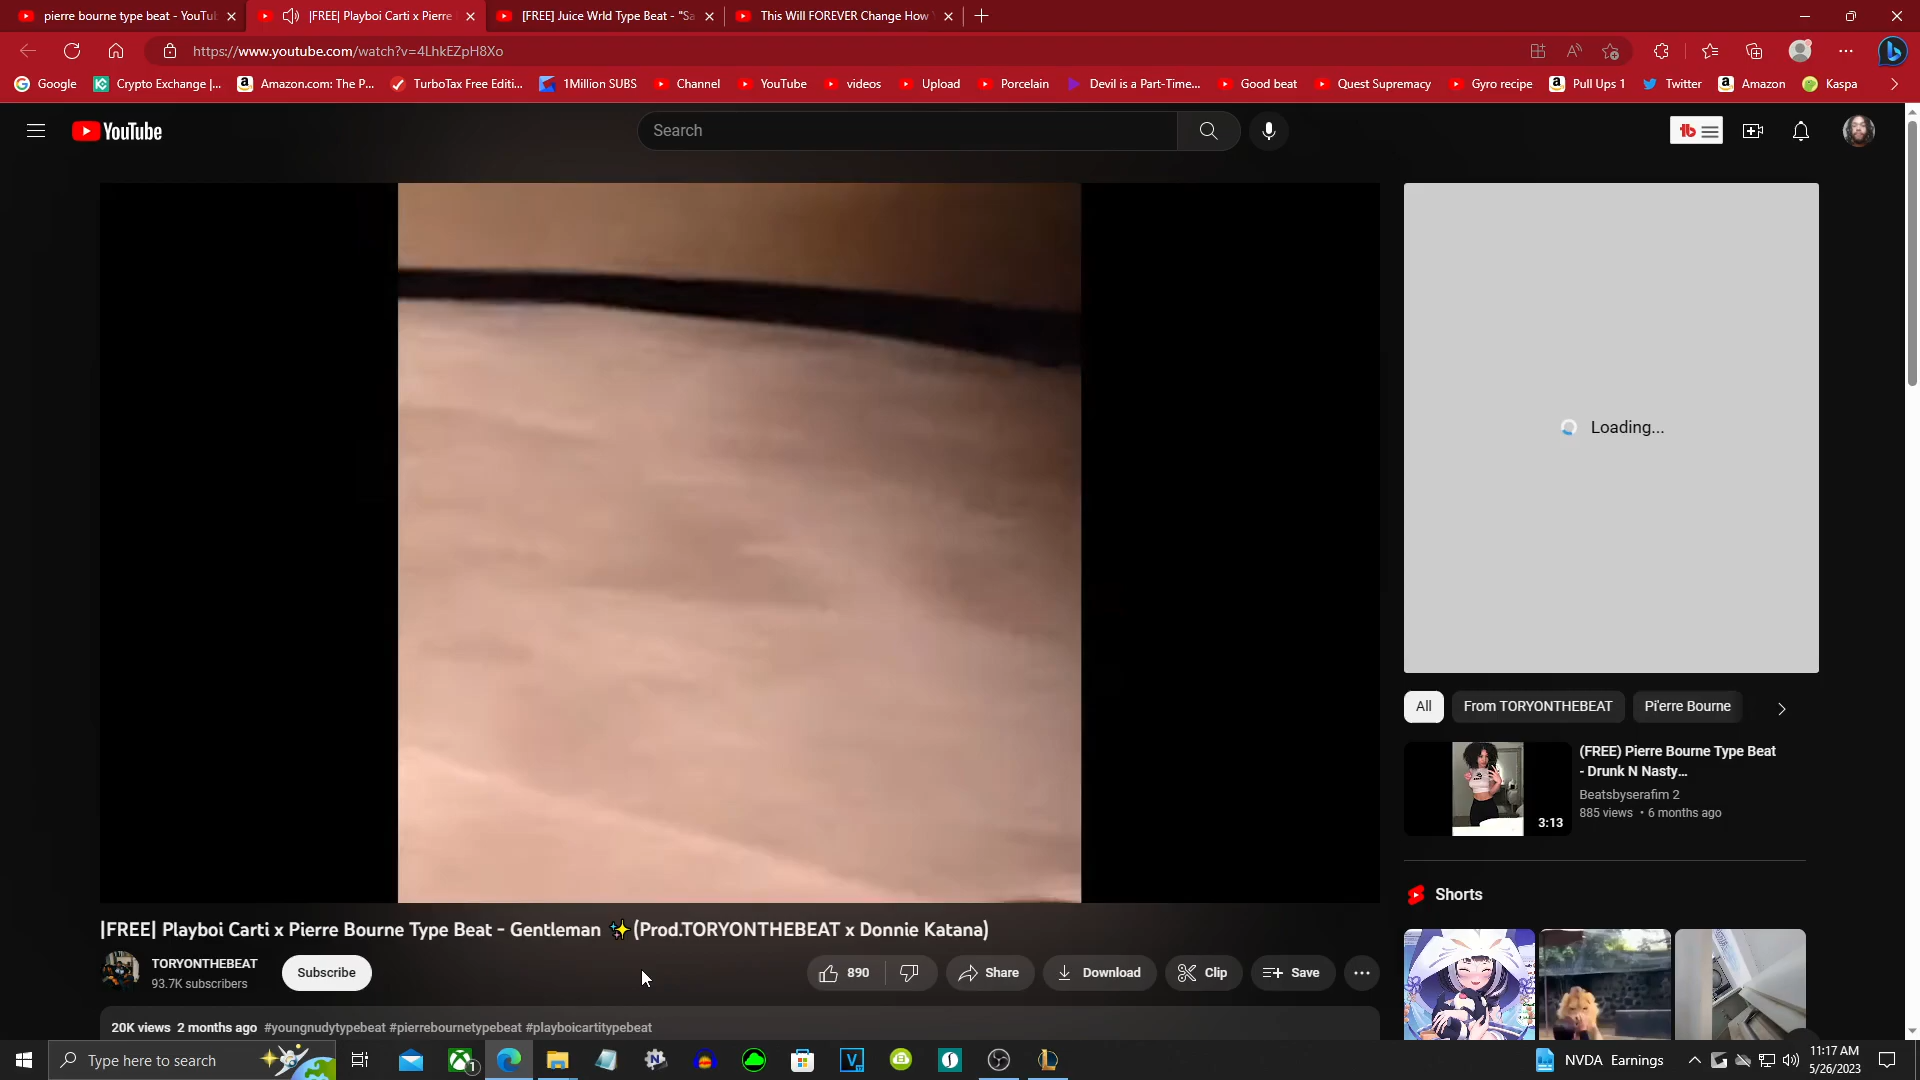 pierre bourne type beat - YouTu
|FREE| Playboi Carti x Pierre
[FREE] Juice Wrld Type Beat - "Sa
This Will FOREVER Change How
https://www.youtube.com/watch?v=4LhkEZpH8Xo
Google
Crypto Exchange |...
Amazon.com: The P...
TurboTax Free Editi...
1Million SUBS
Channel
YouTube
videos
Upload
Porcelain
Devil is a Part-Time...
Good beat
Quest Supremacy
Gyro recipe
Pull Ups 1
Twitter
Amazon
Kaspa
YouTube
Search
tb
Loading...
All
From TORYONTHEBEAT
Pi'erre Bourne
(FREE) Pierre Bourne Type Beat
- Drunk N Nasty...
Beatsbyserafim 2
885 views • 6 months ago
3:13
Shorts
|FREE| Playboi Carti x Pierre Bourne Type Beat - Gentleman ✨(Prod.TORYONTHEBEAT x Donnie Katana)
TORYONTHEBEAT
93.7K subscribers
Subscribe
890
Share
Download
Clip
Save
20K views 2 months ago #youngnudytypebeat #pierrebournetypebeat #playboicartitypebeat
Type here to search
1
NVDA Earnings
11:17 AM
5/26/2023